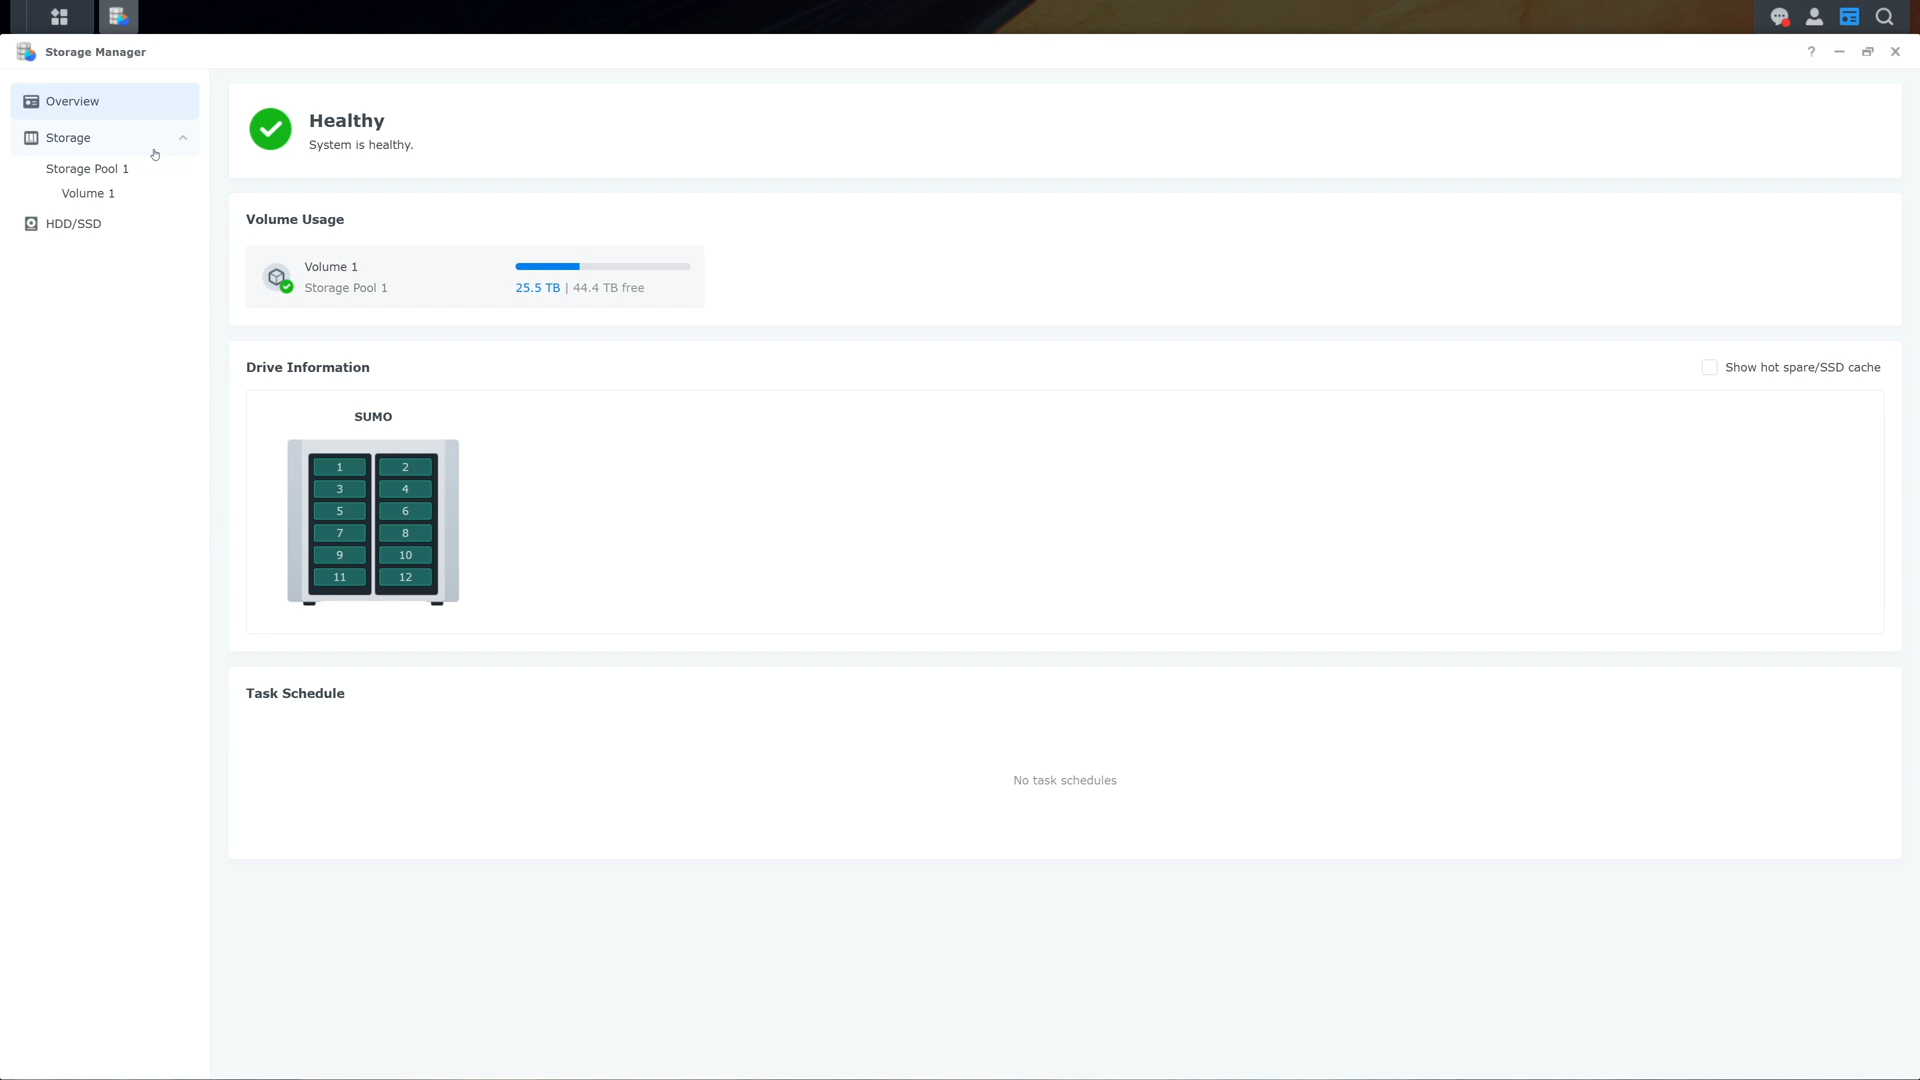 Storage Manager
?
Overview
Storage
Storage Pool 1
Volume 1
HDD/SSD
Healthy
System is healthy.
Volume Usage
Volume 1
Storage Pool 1
25.5 TB | 44.4 TB free
Drive Information
Show hot spare/SSD cache
SUMO
1 2
3 4
5 6
7 8
9 10
11 12
Task Schedule
No task schedules